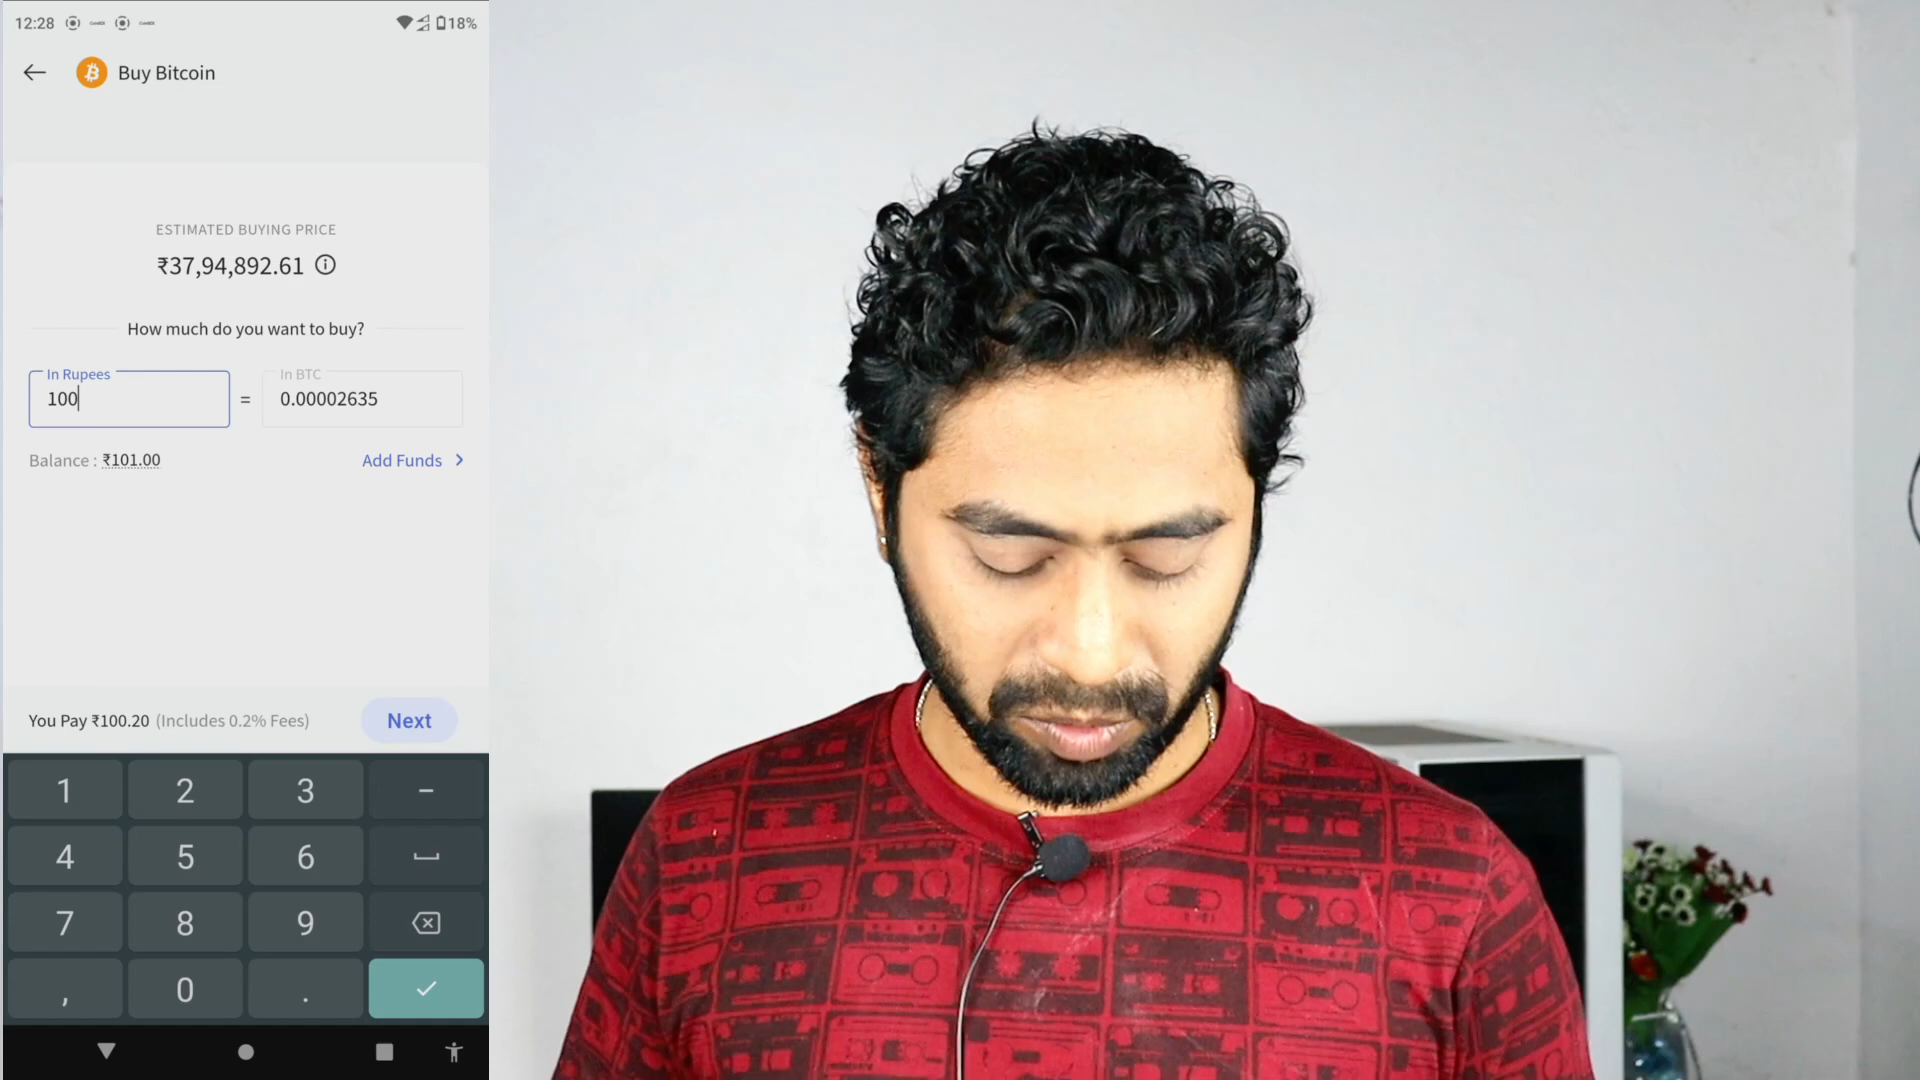 12:28
18%
Buy Bitcoin
ESTIMATED BUYING PRICE
₹37,94,892.61
How much do you want to buy?
In Rupees
In BTC
100 = 0.00002635
Balance : ₹101.00
Add Funds
You Pay ₹100.20 (Includes 0.2% Fees)
Next
1 2 3 -
4 5 6
7 8 9
, 0 .